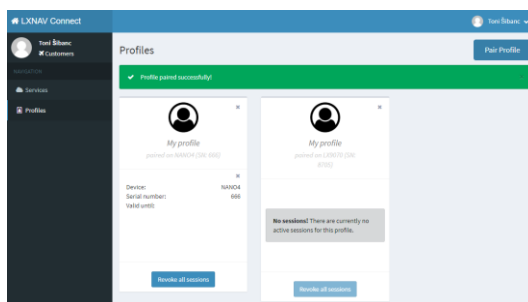 LXNAV Connect
Toni Šibanc
Toni Šibanc
Customers
NAVIGATION
Services
Profiles
Profiles
Pair Profile
Profile paired successfully!
My profile
paired on NANO4 (SN: 666)
Device: NANO4
Serial number: 666
Valid until:
Revoke all sessions
My profile
No sessions! There are currently no
active sessions for this profile.
Revoke all sessions